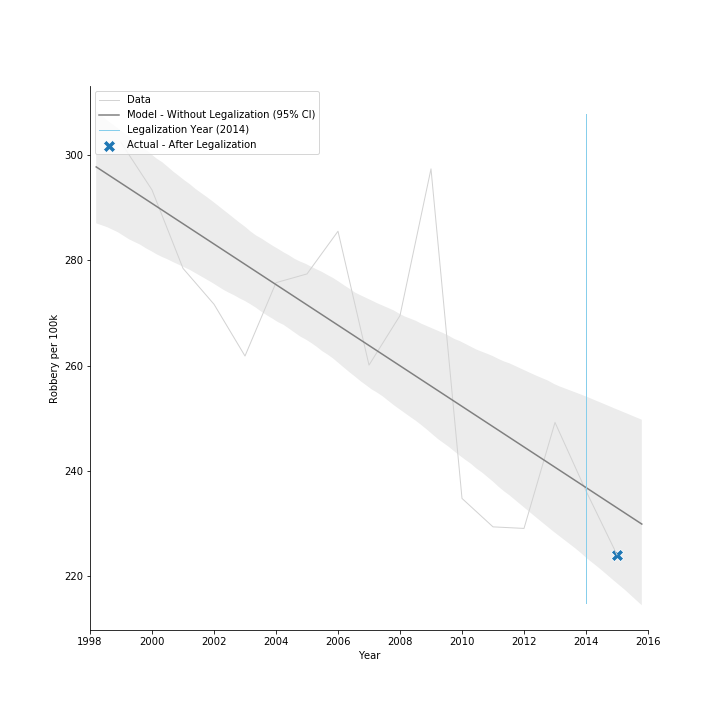 Data
Model - Without Legalization (95% CI)
Legalization Year (2014)
Actual - After Legalization
300
280
260
240
220
Robbery per 100k
1998 2000 2002 2004 2006 2008 2010 2012 2014 2016
Year